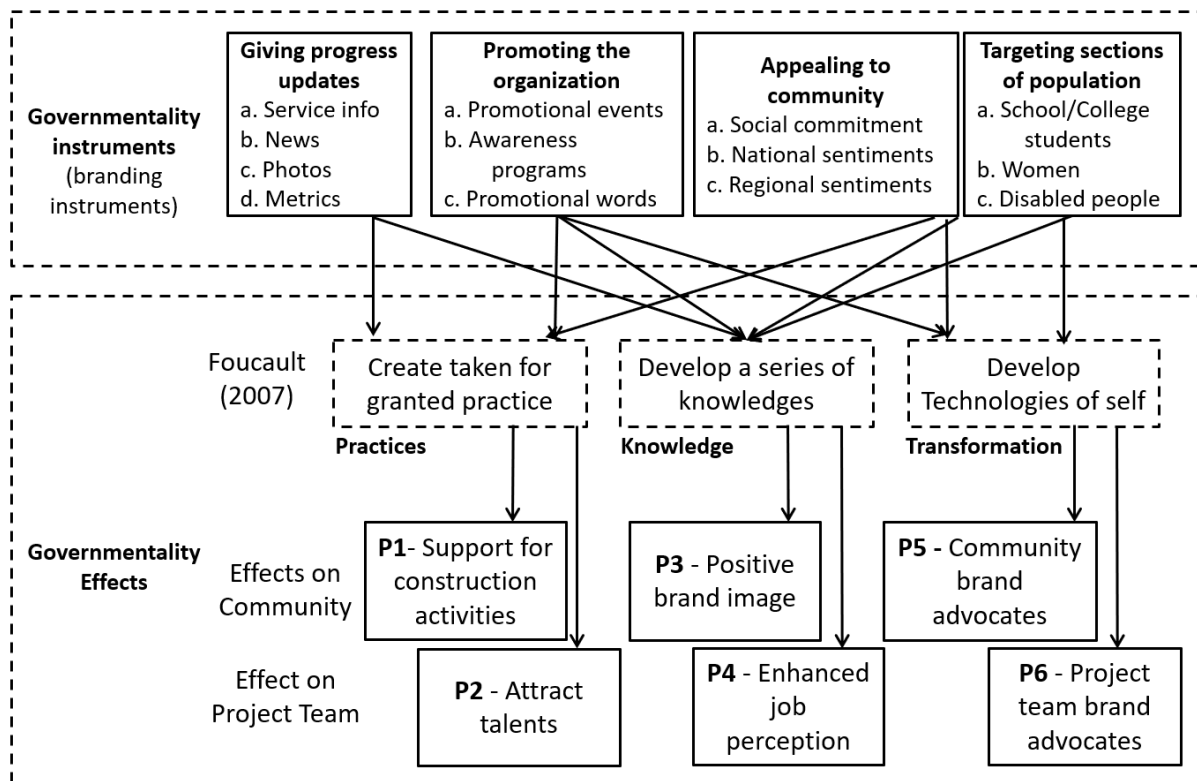 Governmentality
instruments
(branding
instruments)
Giving progress
updates
a. Service info
b. News
c. Photos
d. Metrics
Promoting the
organization
a. Promotional events
b. Awareness
programs
c. Promotional words
Appealing to
community
a. Social commitment
b. National sentiments
c. Regional sentiments
Targeting sections
of population
a. School/College
students
b. Women
c. Disabled people
Foucault
(2007)
Create taken for
granted practice
Practices
Develop a series of
knowledges
Knowledge
Develop
Technologies of self
Transformation
Governmentality
Effects
Effects on
Community
P1- Support for
construction
activities
P3 - Positive
brand image
P5 - Community
brand
advocates
Effect on
Project Team
P2 - Attract
talents
P4 - Enhanced
job
perception
P6 - Project
team brand
advocates